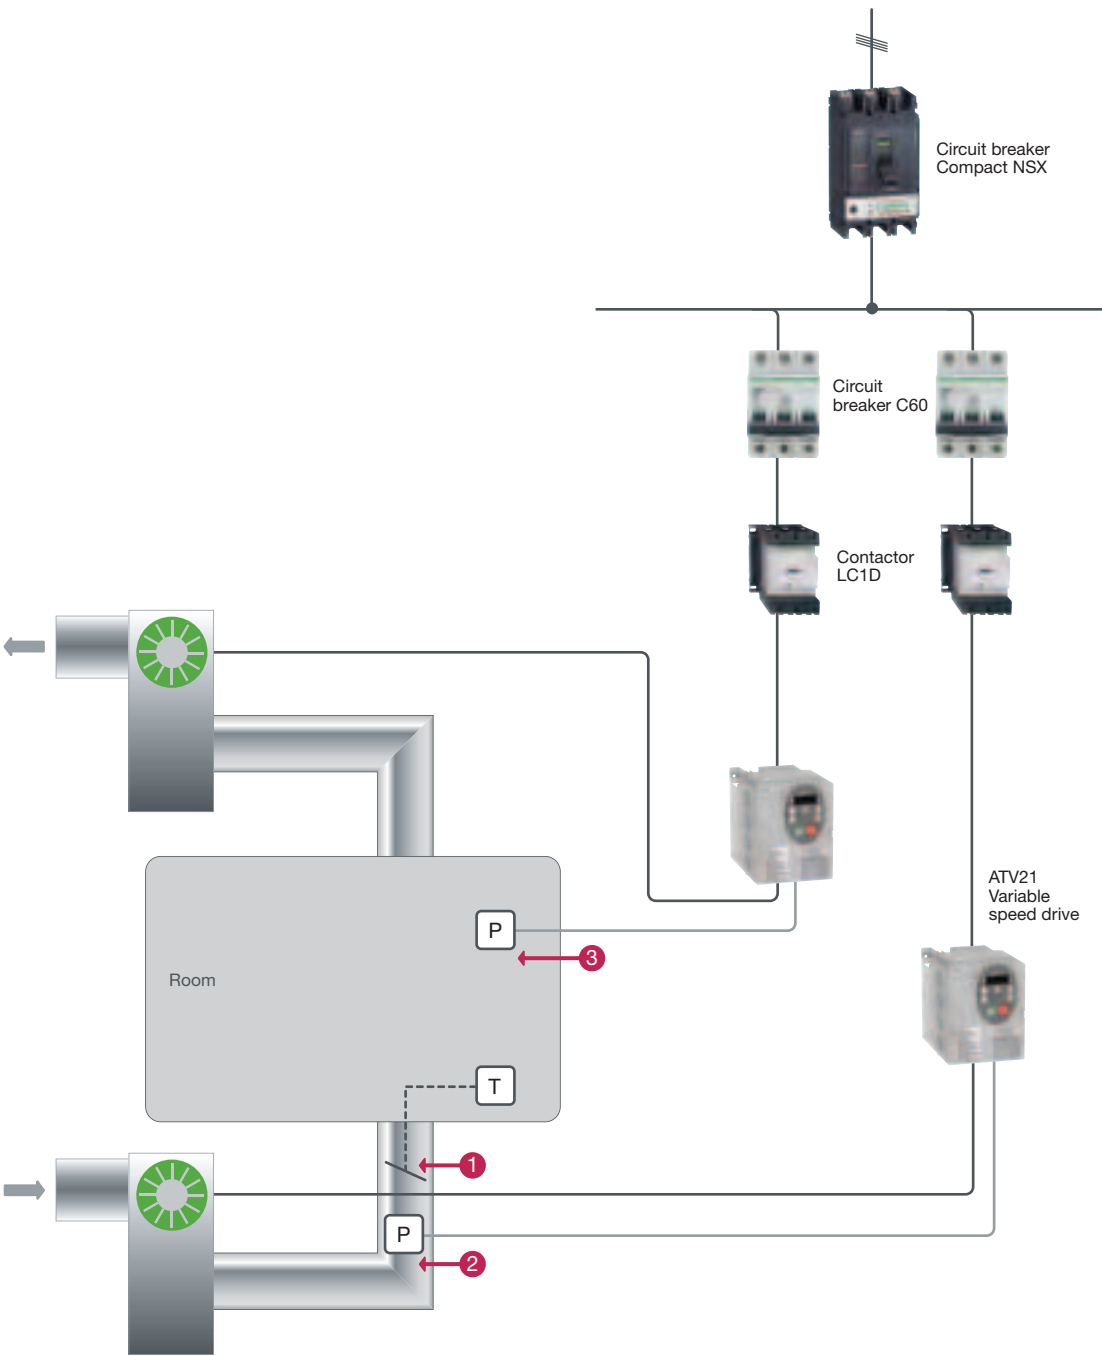 Circuit breaker
Compact NSX
Circuit
breaker C60
Contactor
LC1D
ATV21
Variable
speed drive
P
3
Room
T
1
P
2